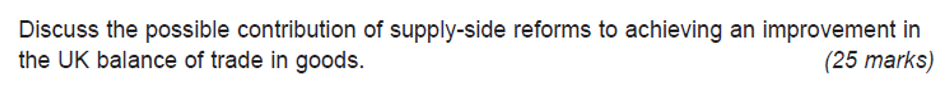 Discuss the possible contribution of supply-side reforms to achieving an improvement in
the UK balance of trade in goods. (25 marks)